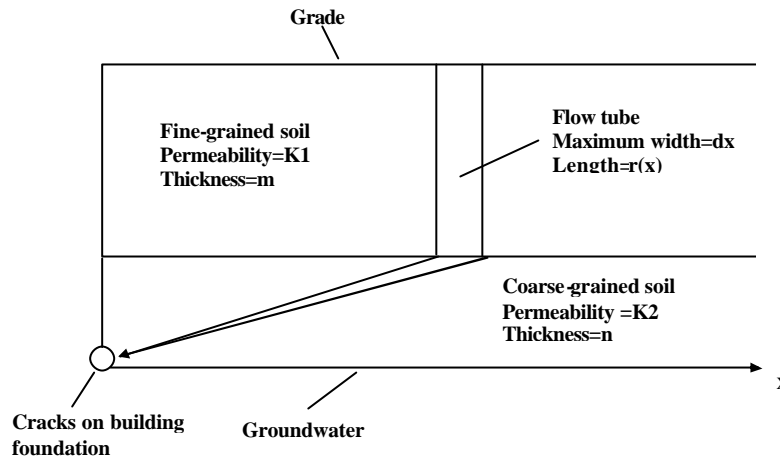 Grade
Fine-grained soil
Permeability=K1
Thickness=m
Flow tube
Maximum width=dx
Length=r(x)
Coarse-grained soil
Permeability =K2
Thickness=n
x
Cracks on building
foundation
Groundwater